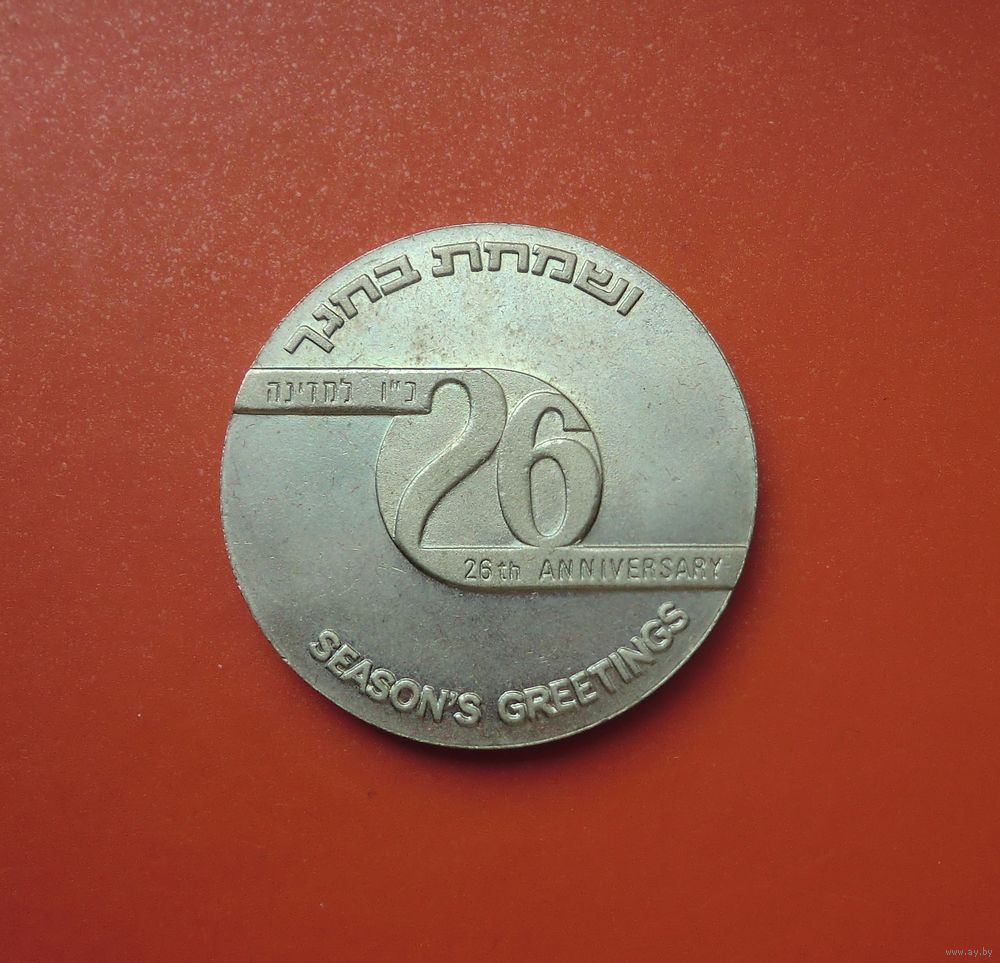 ושמחת בחגך
כ"ו למדינה
26
26th ANNIVERSARY
SEASON'S GREETINGS
www.ay.by